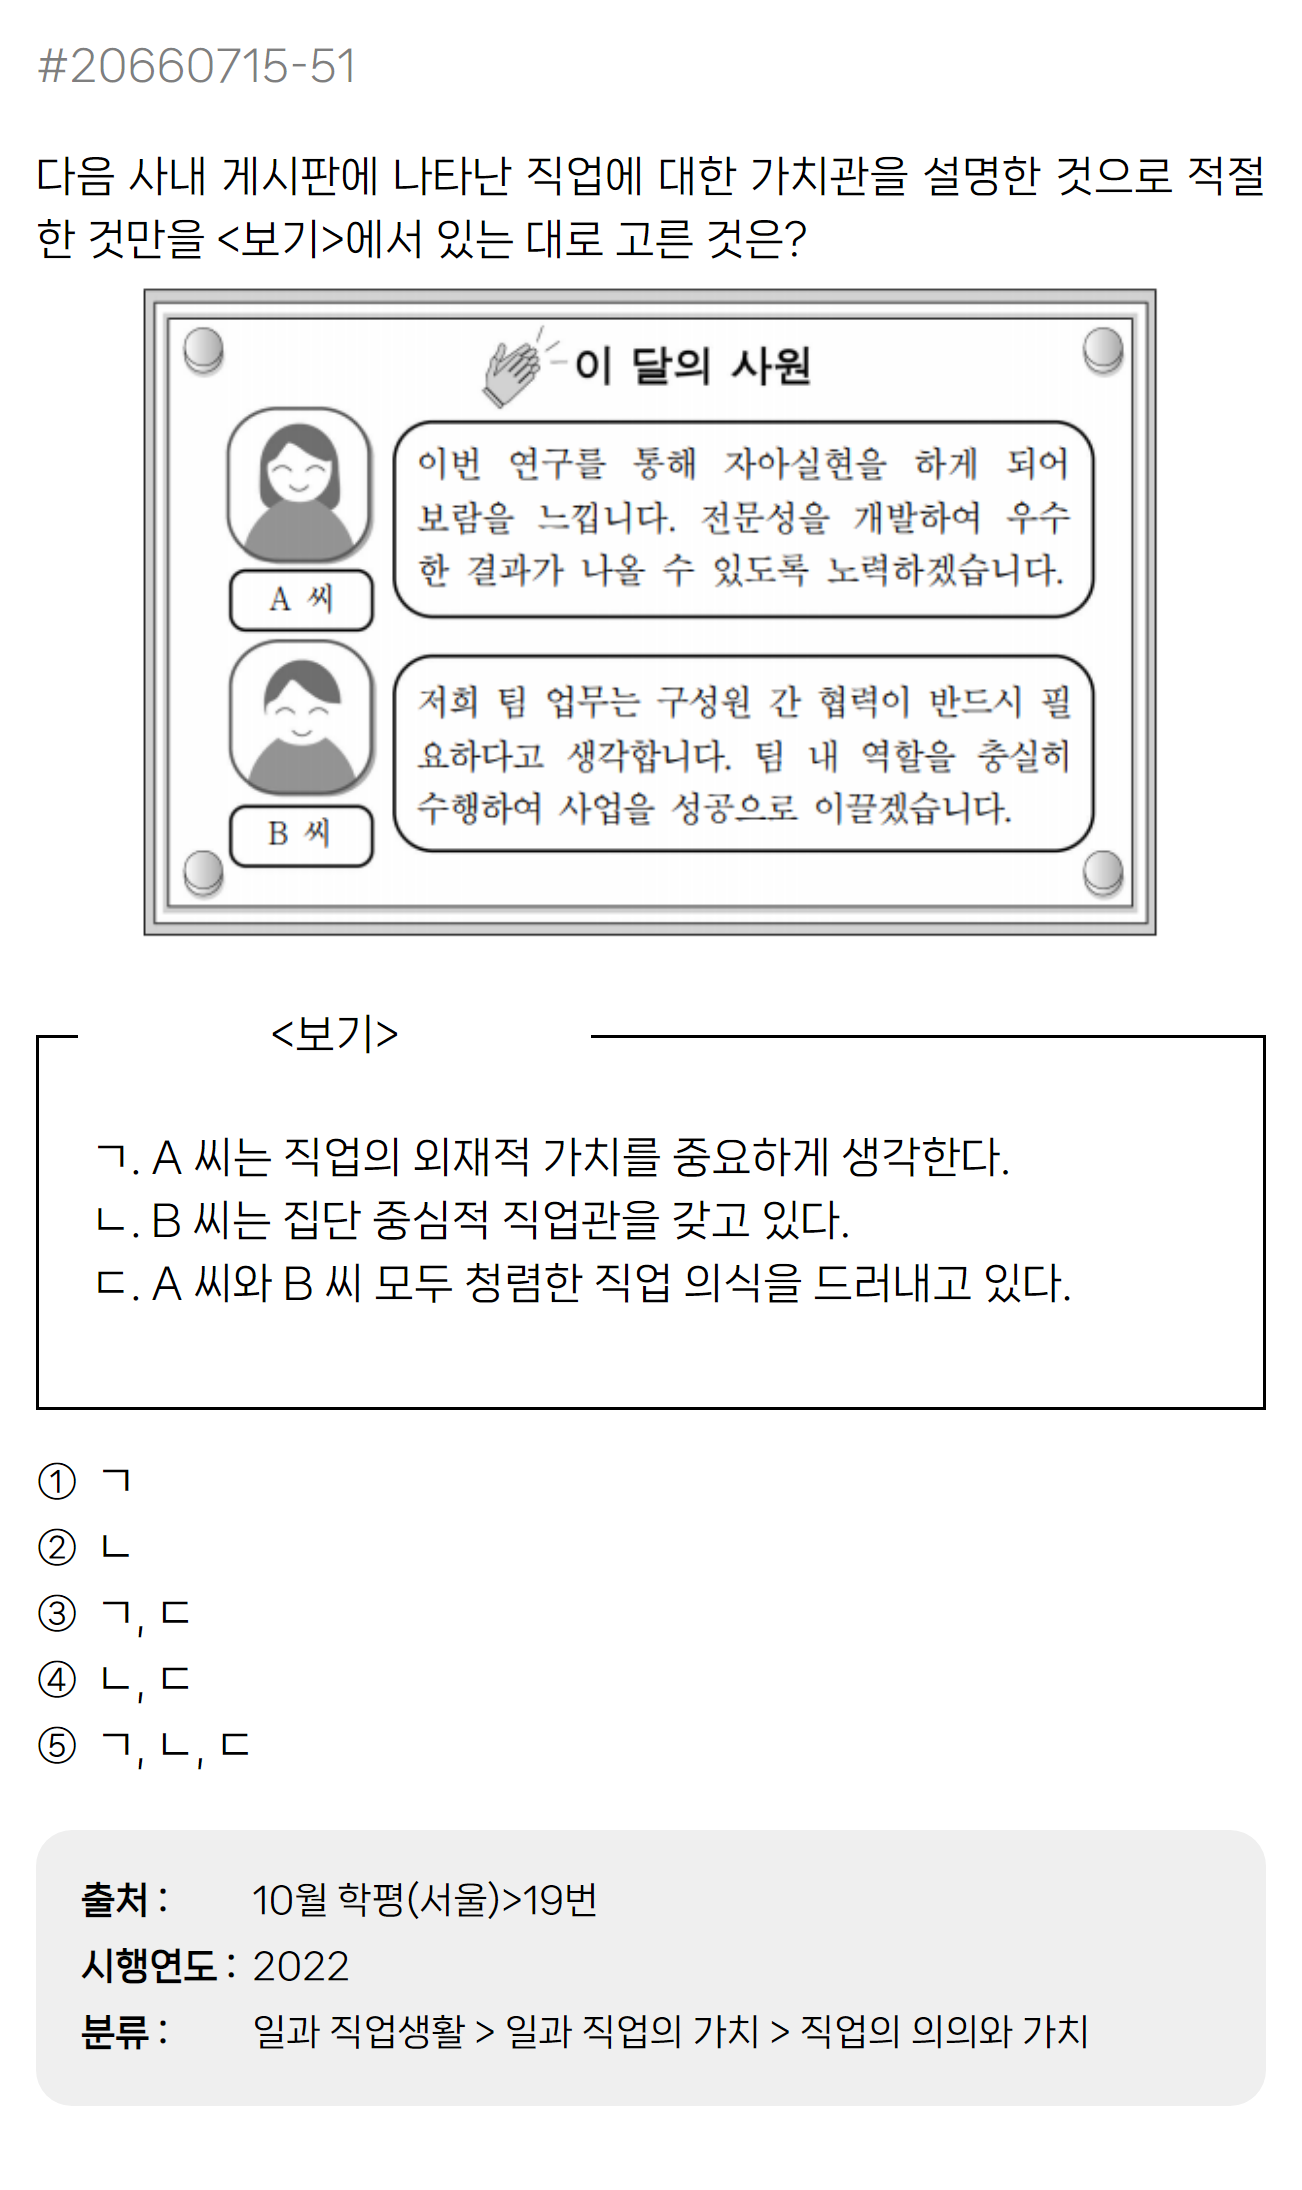 #20660715-51
다음 사내 게시판에 나타난 직업에 대한 가치관을 설명한 것으로 적절
한 것만을 <보기>에서 있는 대로 고른 것은?
이 달의 사원
이번 연구를 통해 자아실현을 하게 되어
보람을 느낍니다. 전문성을 개발하여 우수
한 결과가 나올 수 있도록 노력하겠습니다.
A 씨
저희 팀 업무는 구성원 간 협력이 반드시 필
요하다고 생각합니다. 팀 내 역할을 충실히
수행하여 사업을 성공으로 이끌겠습니다.
B 씨
<보기>
ㄱ. A 씨는 직업의 외재적 가치를 중요하게 생각한다.
ㄴ. B 씨는 집단 중심적 직업관을 갖고 있다.
ㄷ. A 씨와 B 씨 모두 청렴한 직업 의식을 드러내고 있다.
① ㄱ
② ㄴ
③ ㄱ, ㄷ
④ ㄴ, ㄷ
⑤ ㄱ, ㄴ, ㄷ
출처 : 10월 학평(서울)>19번
시행연도 : 2022
분류 : 일과 직업생활 > 일과 직업의 가치 > 직업의 의의와 가치